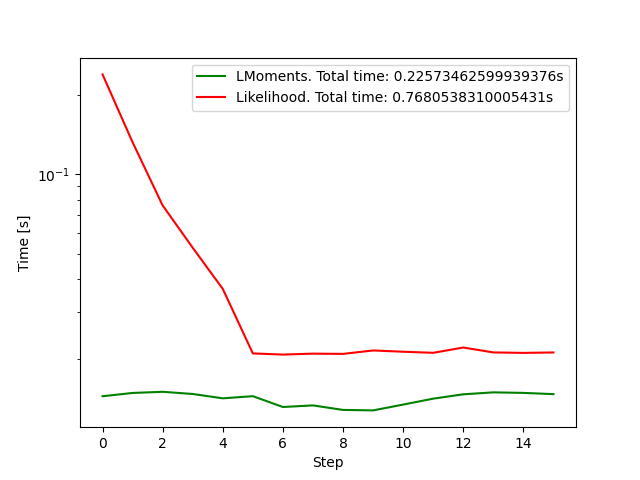 LMoments. Total time: 0.22573462599939376s
Likelihood. Total time: 0.7680538310005431s
10⁻¹
Time [s]
0 2 4 6 8 10 12 14
Step